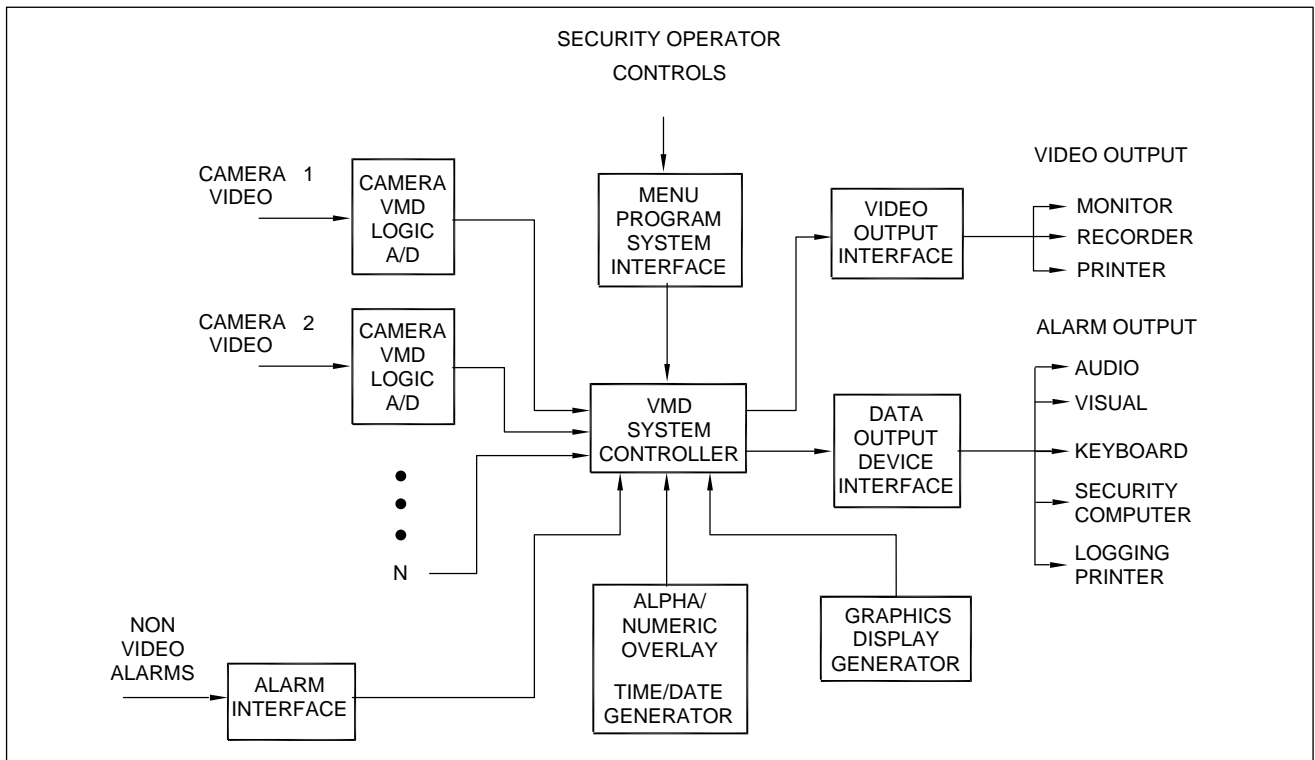 SECURITY OPERATOR
CONTROLS
CAMERA 1
VIDEO
CAMERA
VMD
LOGIC
A/D
MENU
PROGRAM
SYSTEM
INTERFACE
VIDEO
OUTPUT
INTERFACE
VIDEO OUTPUT
MONITOR
RECORDER
PRINTER
CAMERA 2
VIDEO
CAMERA
VMD
LOGIC
A/D
VMD
SYSTEM
CONTROLLER
DATA
OUTPUT
DEVICE
INTERFACE
ALARM OUTPUT
AUDIO
VISUAL
KEYBOARD
SECURITY
COMPUTER
LOGGING
PRINTER
N
NON
VIDEO
ALARMS
ALARM
INTERFACE
ALPHA/
NUMERIC
OVERLAY
TIME/DATE
GENERATOR
GRAPHICS
DISPLAY
GENERATOR